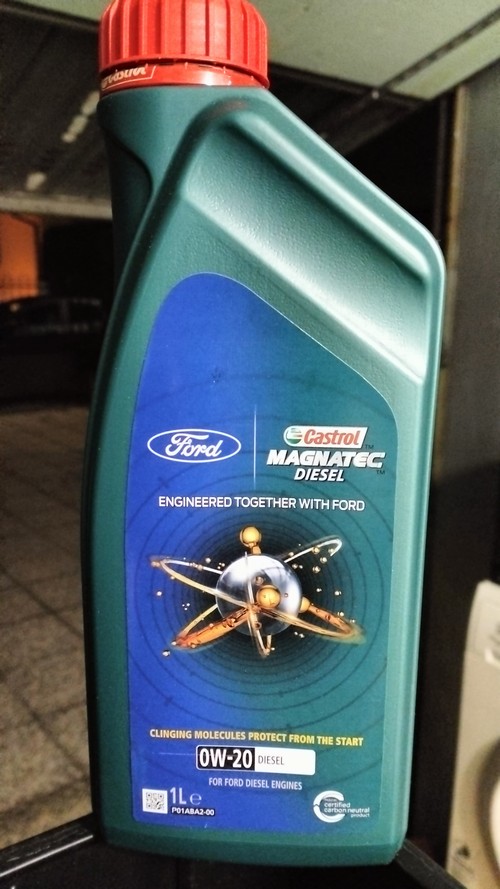 Castrol
Ford
Castrol
MAGNATEC™
DIESEL
ENGINEERED TOGETHER WITH FORD
CLINGING MOLECULES PROTECT FROM THE START
0W-20 DIESEL
FOR FORD DIESEL ENGINES
1L ℮
P01ABA2-00
certified
carbon neutral
product